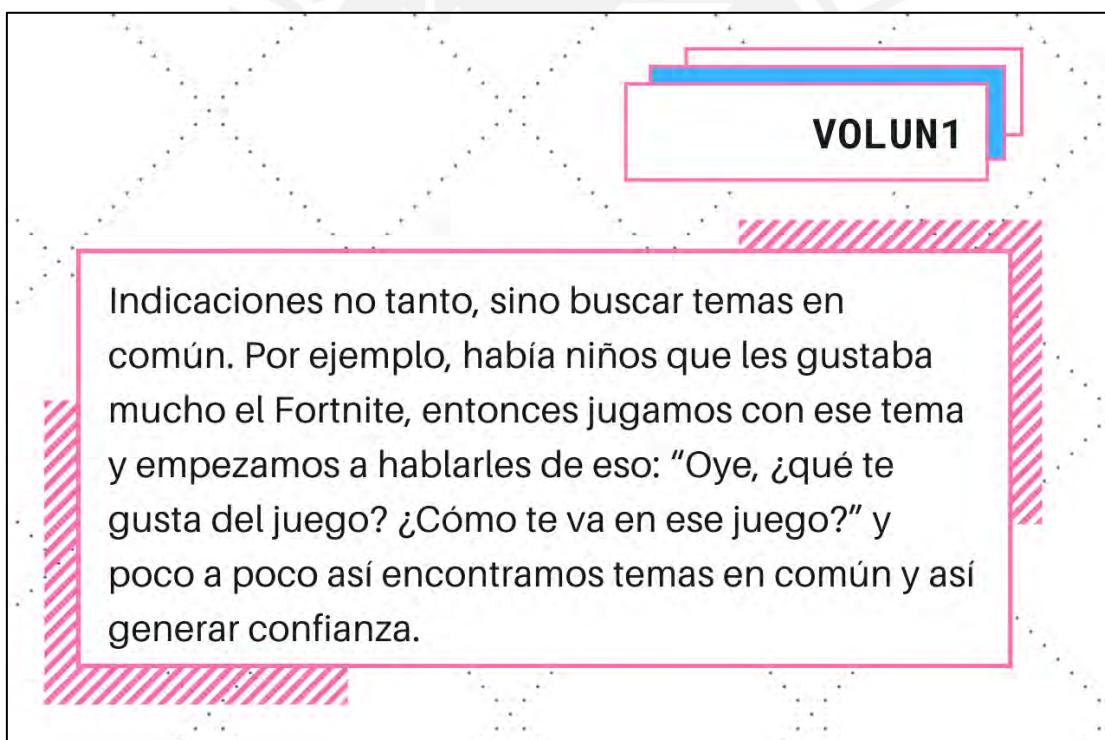 VOLUN1
Indicaciones no tanto, sino buscar temas en
común. Por ejemplo, había niños que les gustaba
mucho el Fortnite, entonces jugamos con ese tema
y empezamos a hablarles de eso: “Oye, ¿qué te
gusta del juego? ¿Cómo te va en ese juego?” y
poco a poco así encontramos temas en común y así
generar confianza.